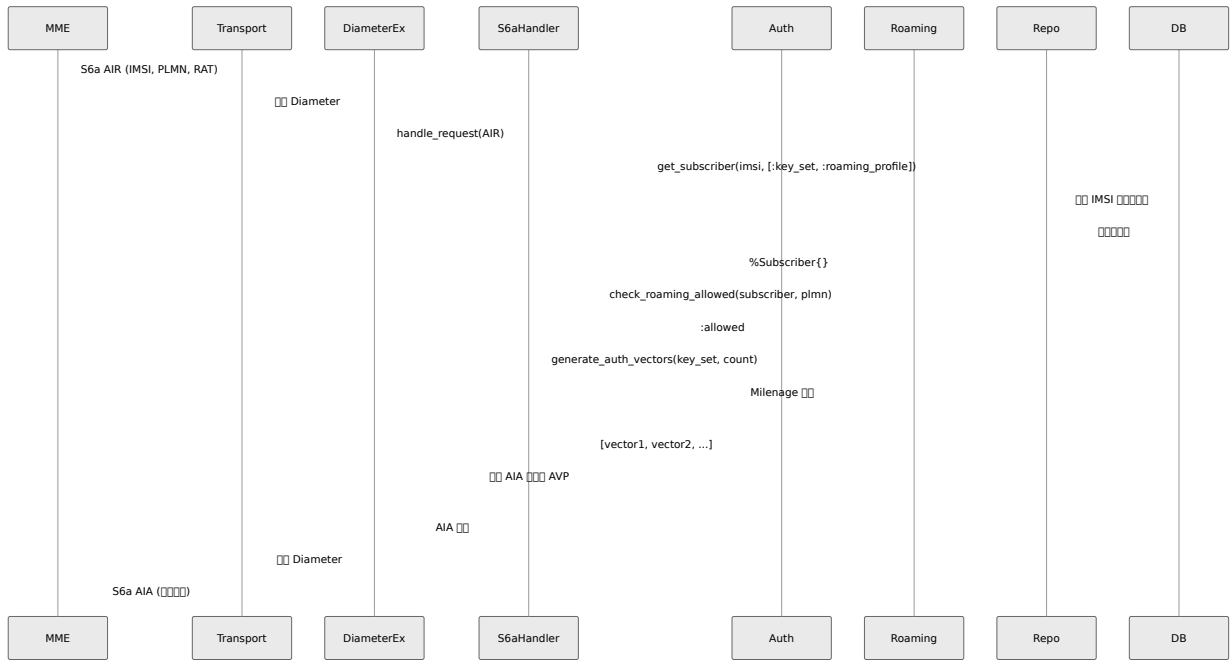 MME Transport DiameterEx S6aHandler Auth Roaming Repo DB
S6a AIR (IMSI, PLMN, RAT)
Diameter
handle_request(AIR)
get_subscriber(imsi, [:key_set, :roaming_profile])
IMSI
%Subscriber{}
check_roaming_allowed(subscriber, plmn)
:allowed
generate_auth_vectors(key_set, count)
Milenage
[vector1, vector2, ...]
AIA AVP
AIA
Diameter
S6a AIA
MME Transport DiameterEx S6aHandler Auth Roaming Repo DB